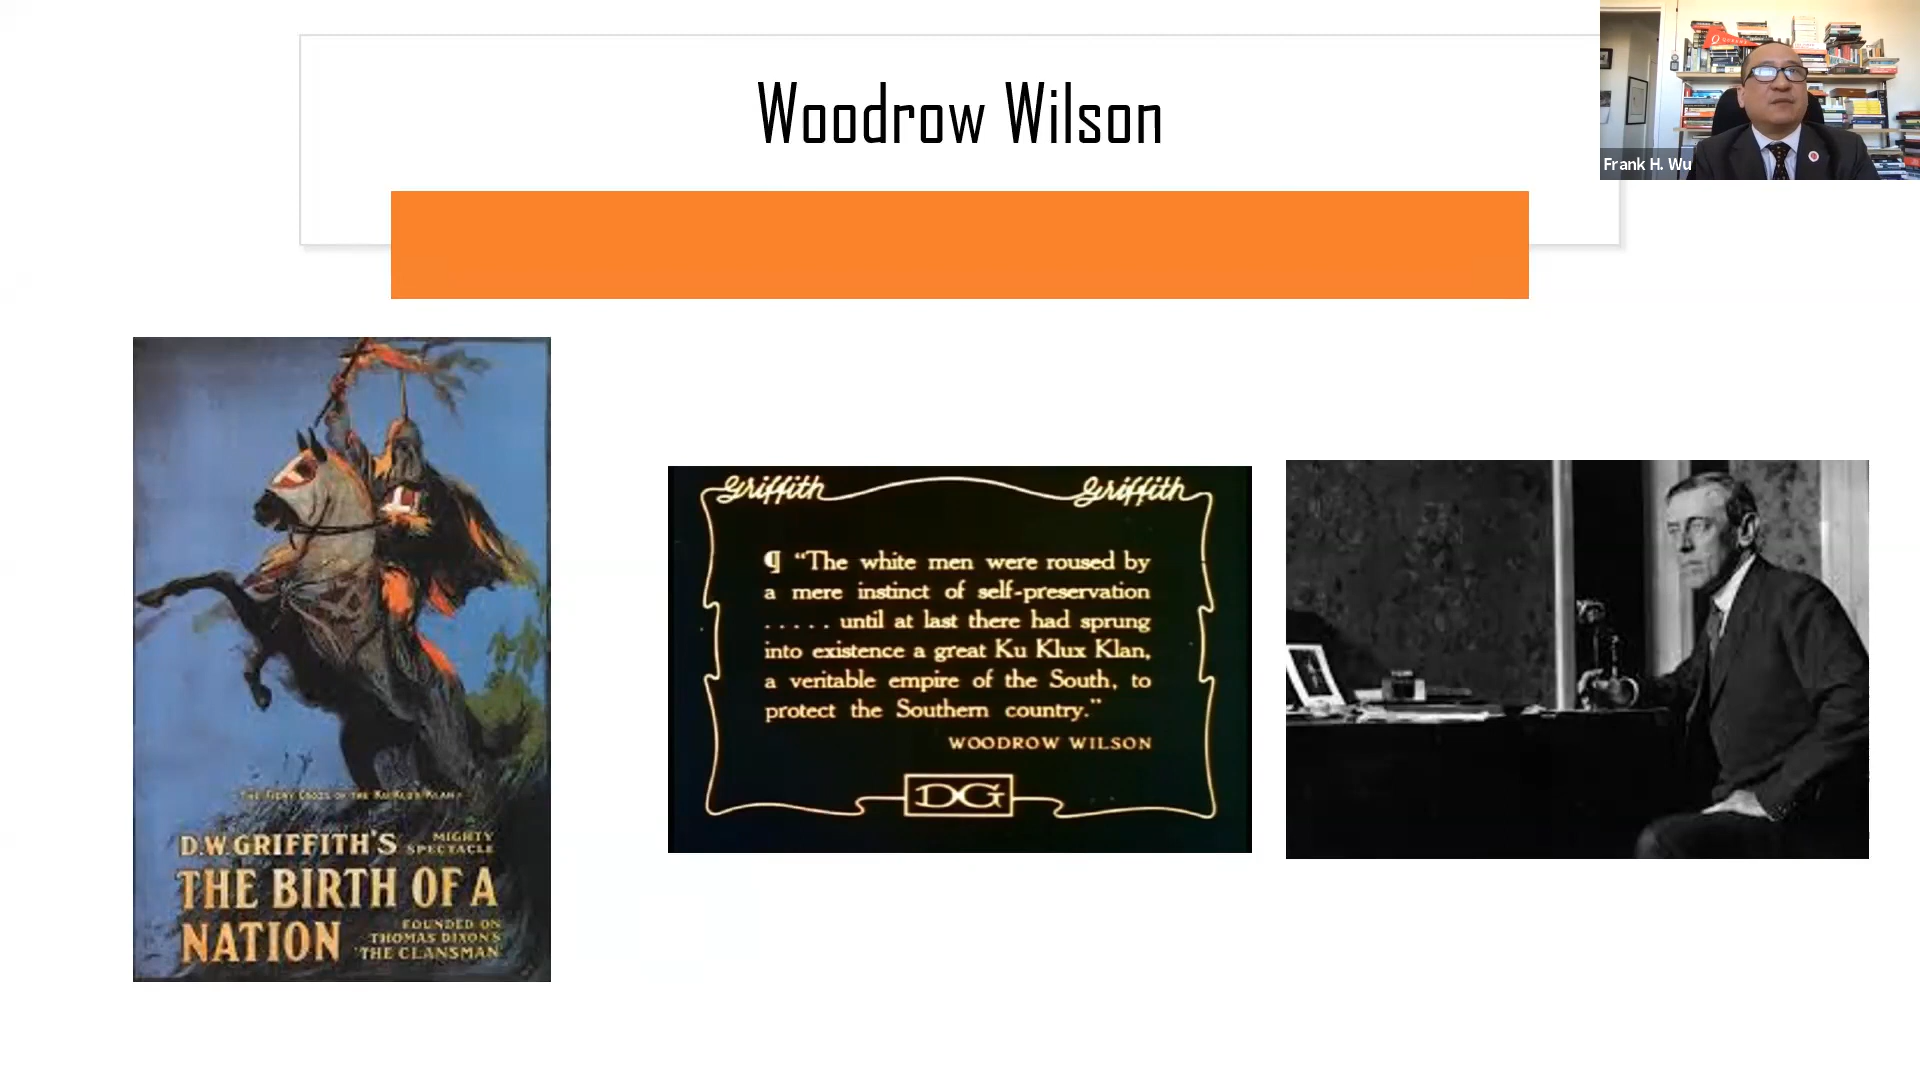 Woodrow Wilson
Frank H. Wu
THE FIERY CROSS OF THE KU KLUX KLAN
D.W. GRIFFITH'S MIGHTY SPECTACLE
THE BIRTH OF A
NATION
FOUNDED ON
THOMAS DIXON'S
'THE CLANSMAN'
Griffith Griffith
¶ “The white men were roused by
a mere instinct of self-preservation
..... until at last there had sprung
into existence a great Ku Klux Klan,
a veritable empire of the South, to
protect the Southern country.”
WOODROW WILSON
DG